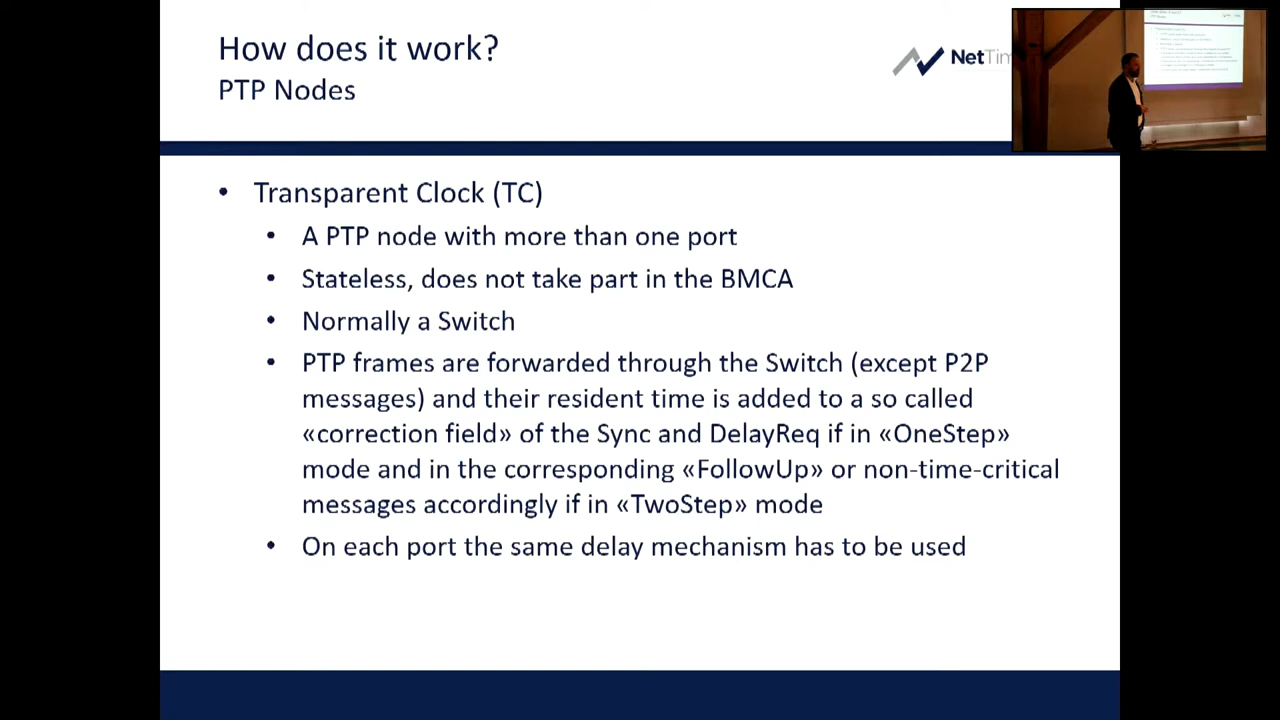 How does it work?
PTP Nodes
NetTim
• Transparent Clock (TC)
• A PTP node with more than one port
• Stateless, does not take part in the BMCA
• Normally a Switch
• PTP frames are forwarded through the Switch (except P2P
messages) and their resident time is added to a so called
«correction field» of the Sync and DelayReq if in «OneStep»
mode and in the corresponding «FollowUp» or non-time-critical
messages accordingly if in «TwoStep» mode
• On each port the same delay mechanism has to be used